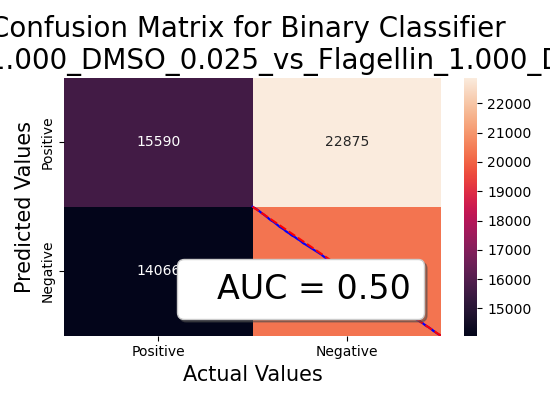 Confusion Matrix for Binary Classifier
1.000_DMSO_0.025_vs_Flagellin_1.000_D
Predicted Values
Positive
Negative
15590 22875
14066
AUC = 0.50
Positive Negative
Actual Values
22000
21000
20000
19000
18000
17000
16000
15000